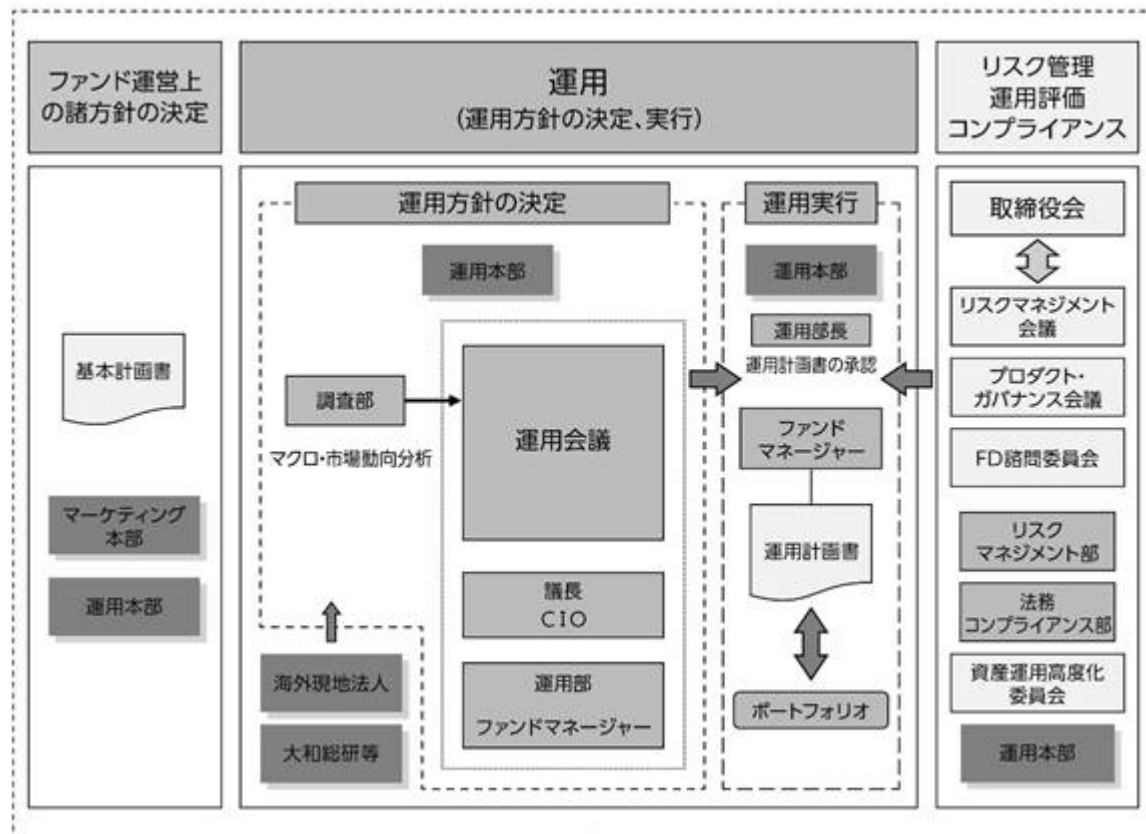 ファンド運営上
の諸方針の決定
運用
(運用方針の決定、実行)
リスク管理
運用評価
コンプライアンス
基本計画書
マーケティング
本部
運用本部
運用方針の決定
運用本部
調査部
マクロ・市場動向分析
運用会議
議長
CIO
運用部
ファンドマネージャー
海外現地法人
大和総研等
運用実行
運用本部
運用部長
運用計画書の承認
ファンド
マネージャー
運用計画書
ポートフォリオ
取締役会
リスクマネジメント
会議
プロダクト・
ガバナンス会議
FD諮問委員会
リスク
マネジメント部
法務
コンプライアンス部
資産運用高度化
委員会
運用本部